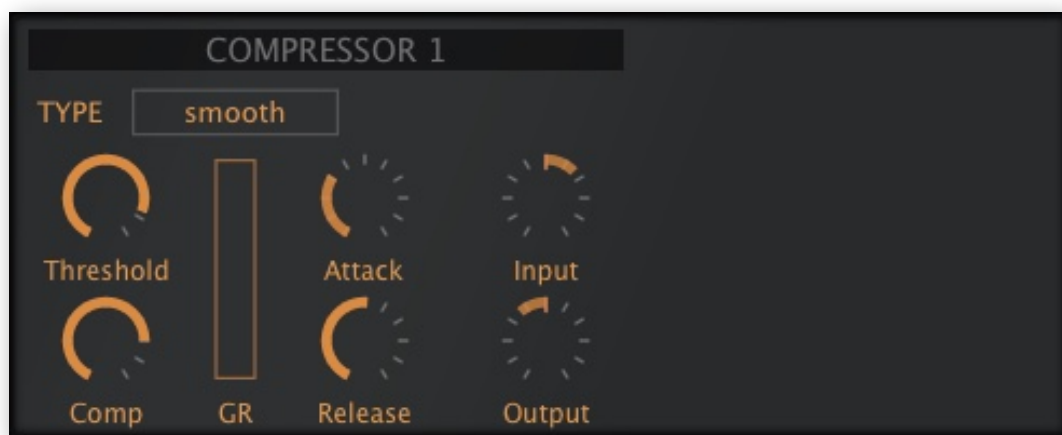 COMPRESSOR 1
TYPE smooth
Threshold Attack Input
Comp GR Release Output